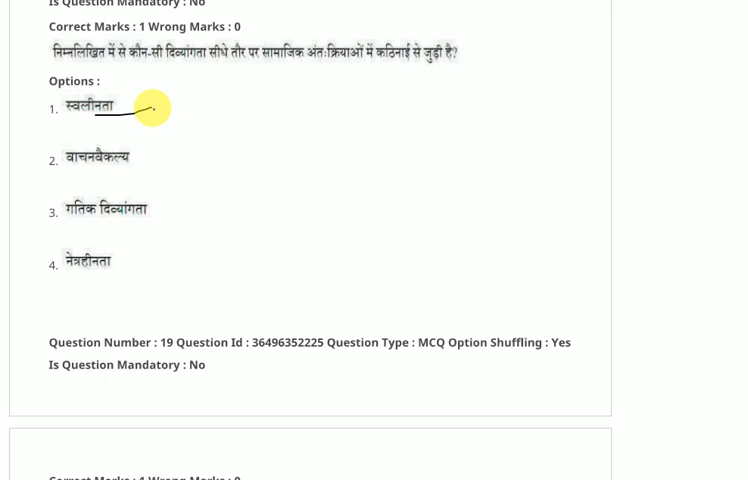 Is Question Mandatory : No
Correct Marks : 1 Wrong Marks : 0
निम्नलिखित में से कौन-सी दिव्यांगता सीधे तौर पर सामाजिक अंतःक्रियाओं में कठिनाई से जुड़ी है?
Options :
1. स्वलीनता
2. वाचनवैकल्य
3. गतिक दिव्यांगता
4. नेत्रहीनता
Question Number : 19 Question Id : 36496352225 Question Type : MCQ Option Shuffling : Yes
Is Question Mandatory : No
Correct Marks : 1 Wrong Marks : 0